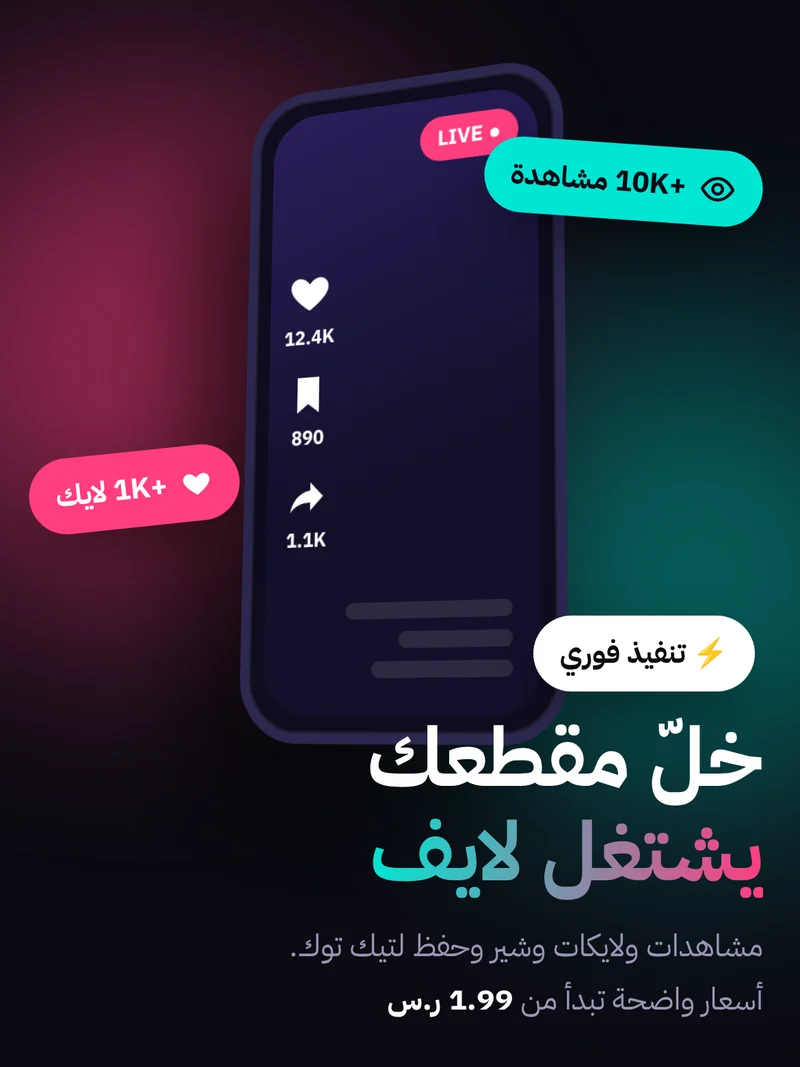 LIVE
10K+ مشاهدة
12.4K
890
1K+ لايك
1.1K
⚡ تنفيذ فوري
خلّ مقطعك
يشتغل لايف
مشاهدات ولايكات وشير وحفظ لتيك توك.
أسعار واضحة تبدأ من 1.99 ر.س